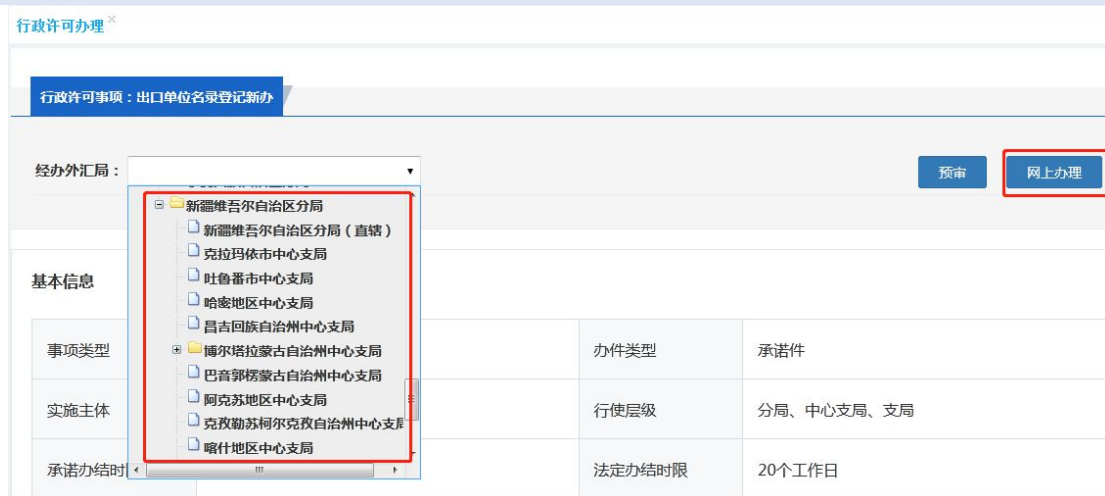 行政许可办理
行政许可事项：出口单位名录登记新办
经办外汇局：
预审
网上办理
新疆维吾尔自治区分局
新疆维吾尔自治区分局（直辖）
克拉玛依市中心支局
吐鲁番市中心支局
哈密地区中心支局
昌吉回族自治州中心支局
博尔塔拉蒙古自治州中心支局
巴音郭楞蒙古自治州中心支局
阿克苏地区中心支局
克孜勒苏柯尔克孜自治州中心支局
喀什地区中心支局
基本信息
事项类型
办件类型
承诺件
实施主体
行使层级
分局、中心支局、支局
承诺办结时
法定办结时限
20个工作日